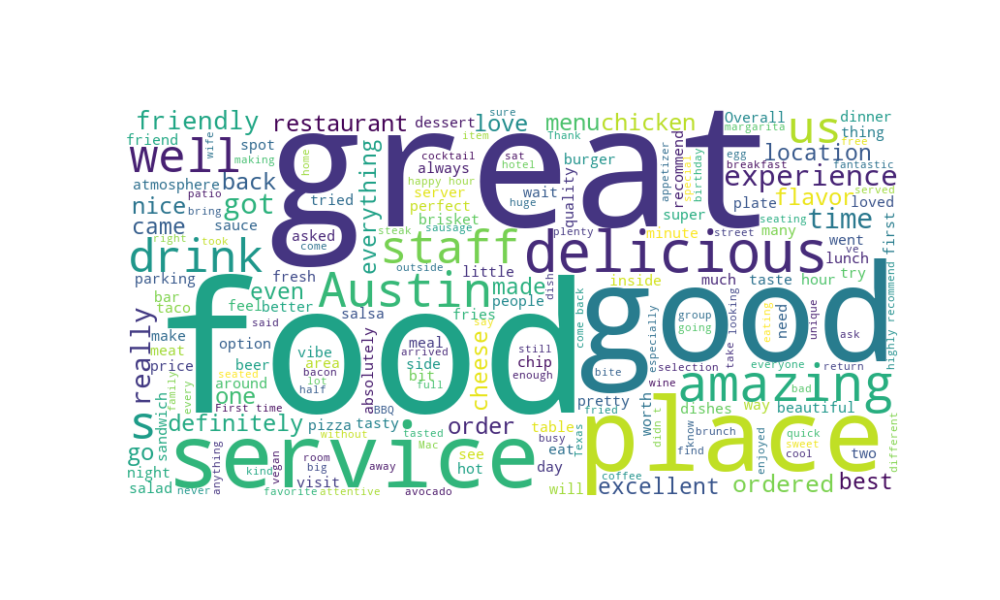 great
food
good
place
service
delicious
amazing
Austin
staff
drink
well
us
experience
friendly
restaurant
dessert
love
sure
item
Thank
menu
chicken
Overall
margarita
dinner
thing
free
friend
wife
spot
making
home
cocktail
always
sat
hotel
burger
appetizer
recommend
special
birthday
egg
breakfast
location
fantastic
atmosphere
back
patio
bring
nice
got
tried
everything
happy hour
server
perfect
brisket
sausage
huge
wait
quality
super
plate
flavor
loved
served
came
sauce
asked
come
steak
plenty
minute
street
seating
many
time
first
right
took
parking
fresh
outside
little
dish
inside
much
went
ve
taste
hour
lunch
try
highly recommend
bar
taco
feel
even
better
salsa
made
people
fries
say
come back
group
going
eating
need
unique
ask
take looking
really
make
meat
price
said
option
beer
vibe
area
bacon
lot
half
absolutely
meal
arrived
side
bit
full
cheese
still
chip
enough
bite
especially
selection
everyone
return
wine
bad
seated
around
one
family
every
sandwich
First time
BBQ
tasty
pretty
fried
worth
dishes
way
beautiful
s
definitely
pizza
without
tasted
Mac
order
table
busy
eat
Texas
didn t
know
find
brunch
enjoyed
quick
sweet
cool
two
different
go
night
salad
never
anything
kind
vegan
room
big
visit
favorite
attentive
away
avocado
see
hot
day
will
coffee
excellent
ordered
best